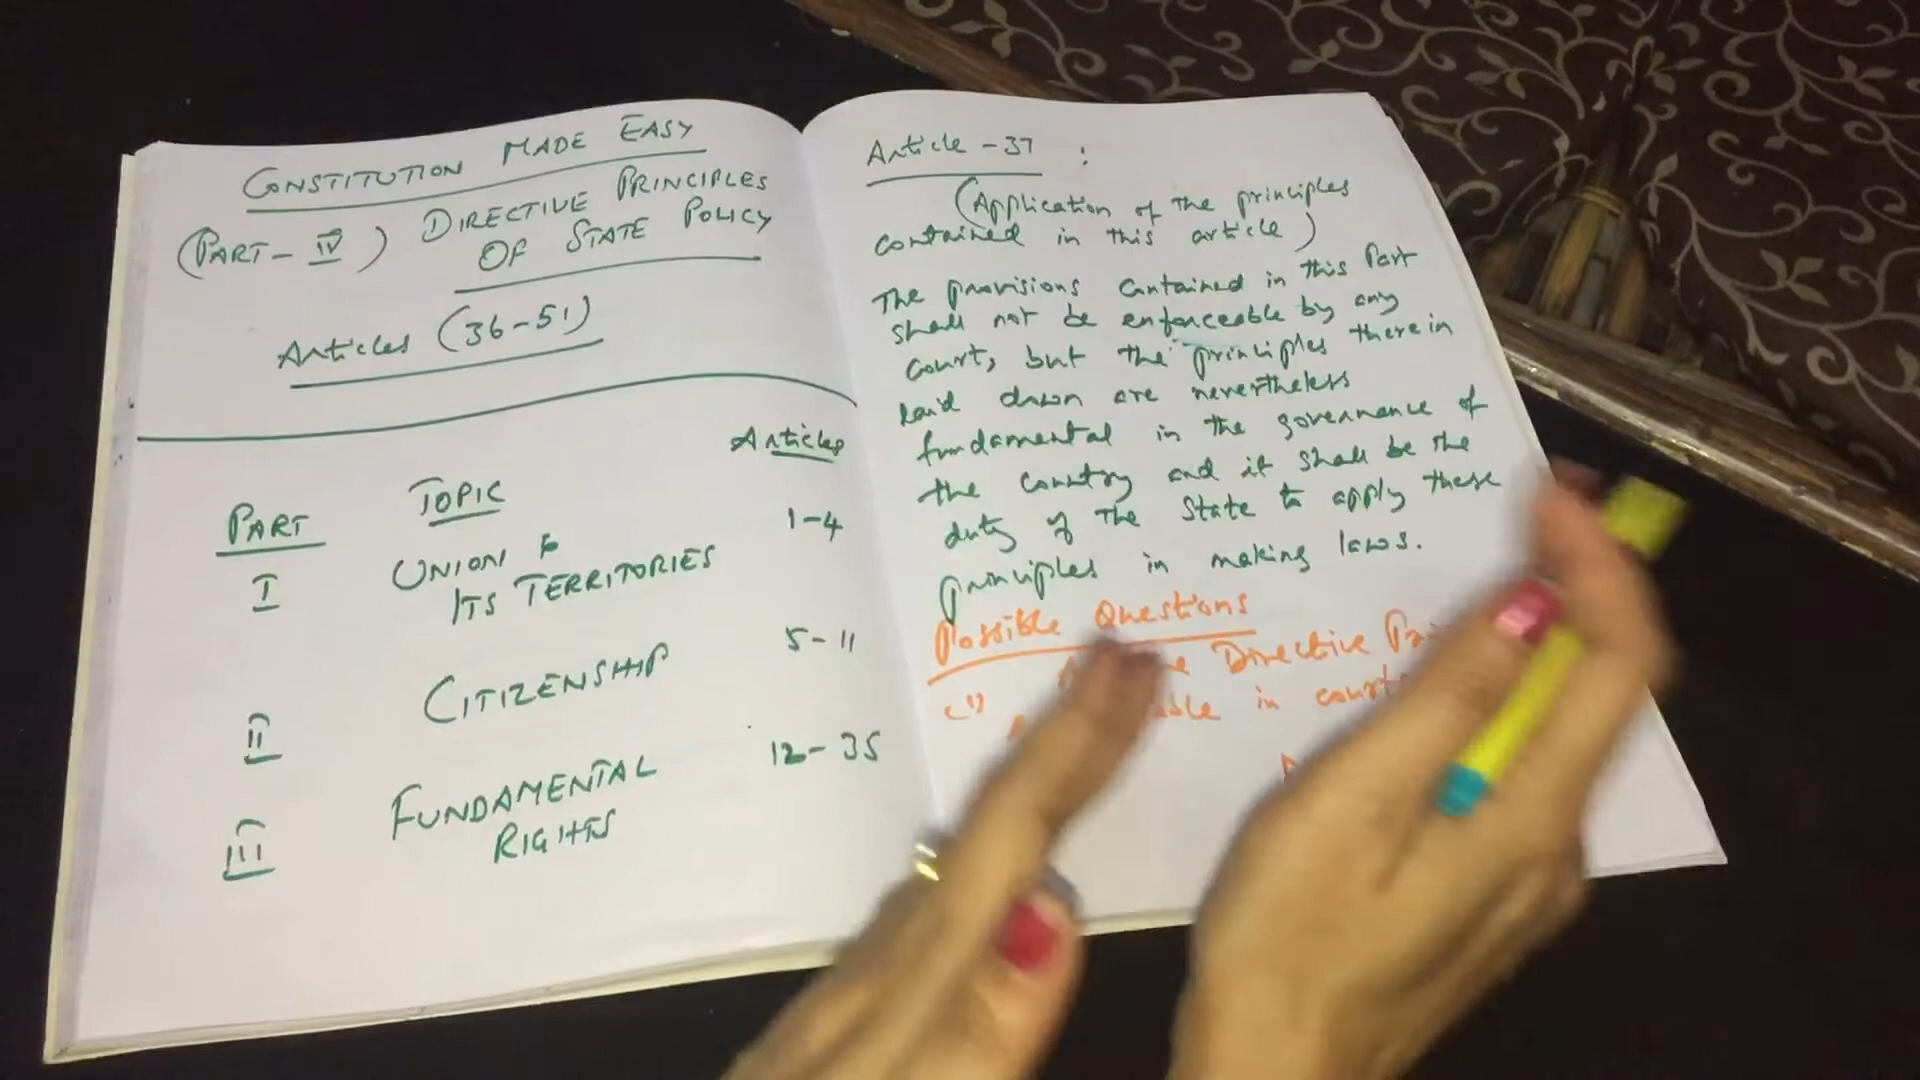 CONSTITUTION MADE EASY
(PART-IV) DIRECTIVE PRINCIPLES
OF STATE POLICY
Articles (36-51)
PART TOPIC Articles
I UNION & 1-4
ITS TERRITORIES
II CITIZENSHIP 5-11
III FUNDAMENTAL 12-35
RIGHTS
Article-37 :
(Application of the principles
contained in this article)
The provisions contained in this Part
shall not be enforceable by any
court, but the principles there in
laid down are nevertheless
fundamental in the governance of
the country and it shall be the
duty of The State to apply these
principles in making laws.
Possible Questions
(1) Directive
in